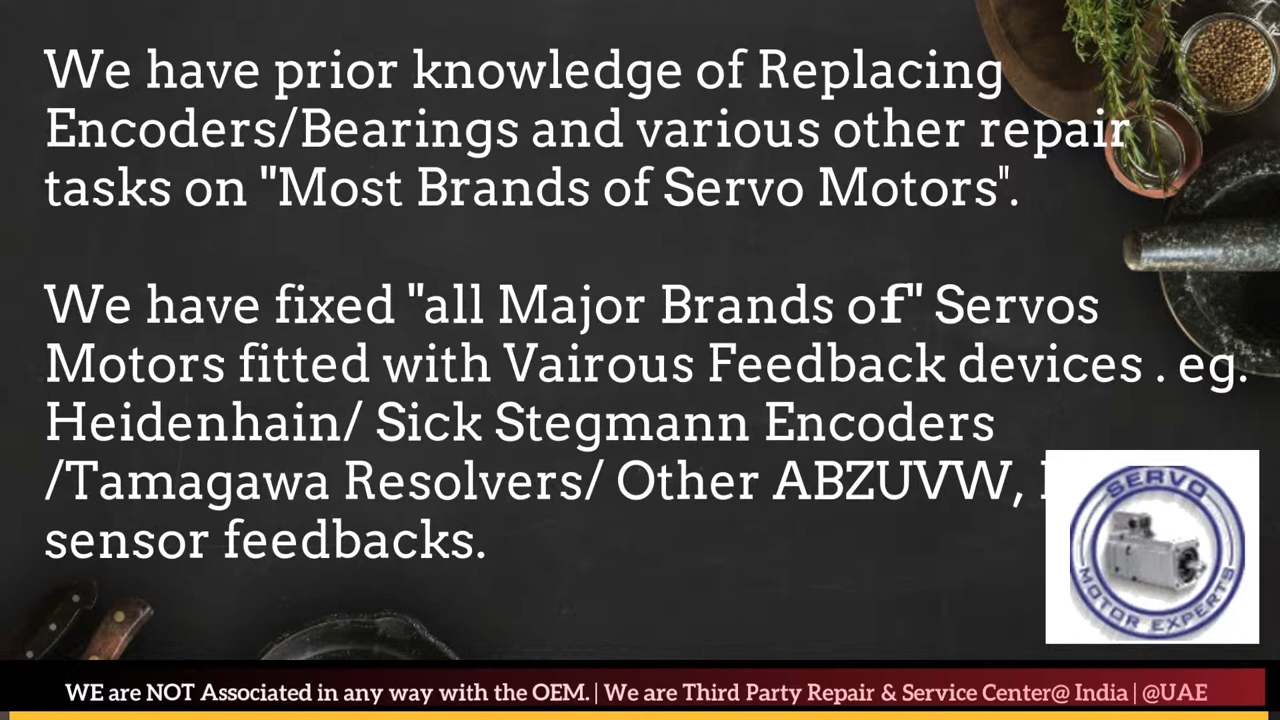 We have prior knowledge of Replacing
Encoders/Bearings and various other repair
tasks on "Most Brands of Servo Motors".
We have fixed "all Major Brands of" Servos
Motors fitted with Vairous Feedback devices . eg.
Heidenhain/ Sick Stegmann Encoders
/Tamagawa Resolvers/ Other ABZUVW,
sensor feedbacks.
SERVO
MOTOR EXPERTS
WE are NOT Associated in any way with the OEM. | We are Third Party Repair & Service Center@ India | @UAE